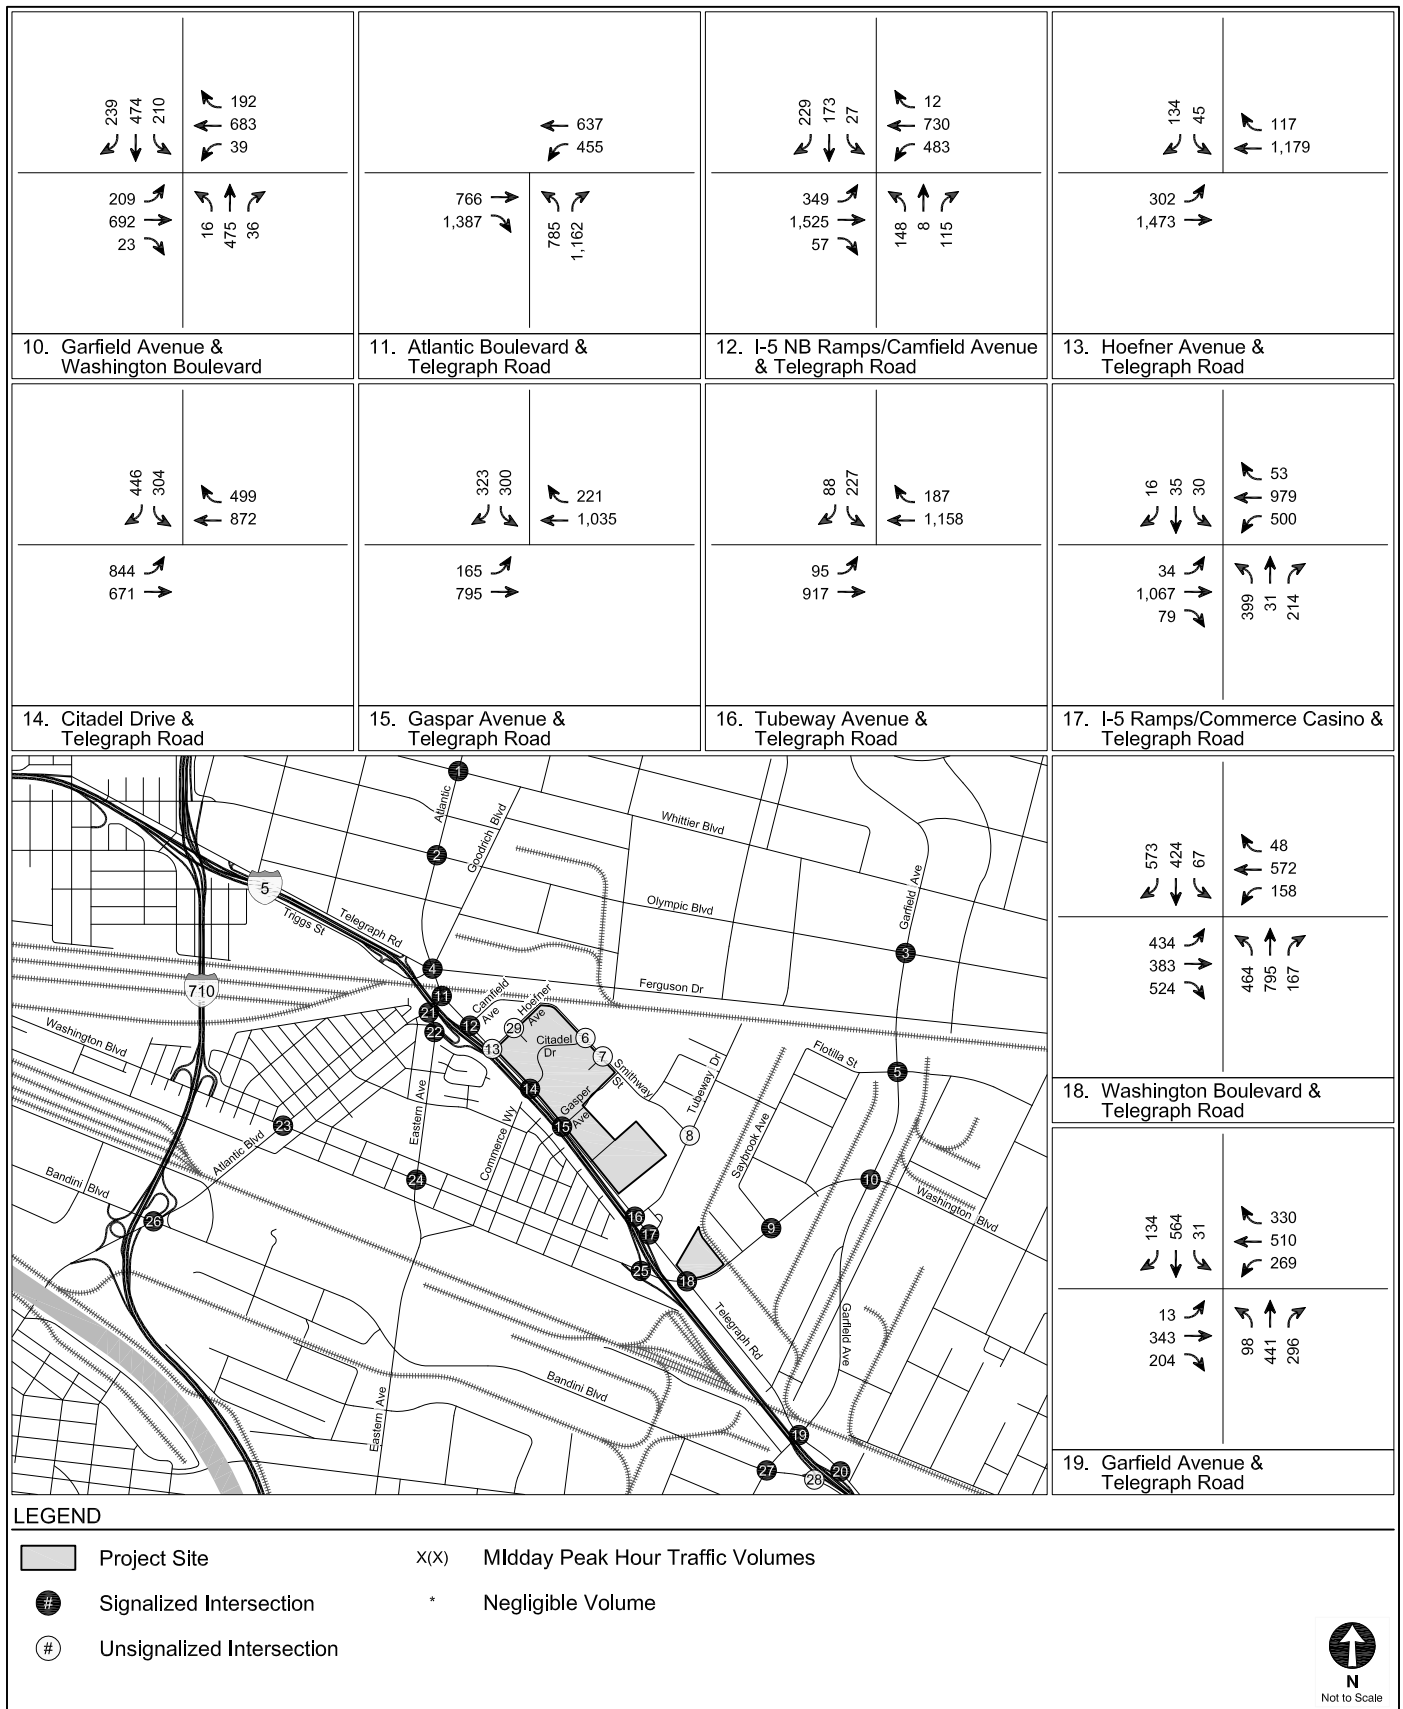 239 474 210
192
683
39
209
692
23
16 475 36
10. Garfield Avenue &
Washington Boulevard
637
455
766
1,387
785 1,162
11. Atlantic Boulevard &
Telegraph Road
229 173 27
12
730
483
349
1,525
57
148 8 115
12. I-5 NB Ramps/Camfield Avenue
& Telegraph Road
134 45
117
1,179
302
1,473
13. Hoefner Avenue &
Telegraph Road
446 304
499
872
844
671
14. Citadel Drive &
Telegraph Road
323 300
221
1,035
165
795
15. Gaspar Avenue &
Telegraph Road
88 227
187
1,158
95
917
16. Tubeway Avenue &
Telegraph Road
16 35 30
53
979
500
34
1,067
79
399 31 214
17. I-5 Ramps/Commerce Casino &
Telegraph Road
573 424 67
48
572
158
434
383
524
464 795 167
18. Washington Boulevard &
Telegraph Road
134 564 31
330
510
269
13
343
204
98 441 296
19. Garfield Avenue &
Telegraph Road
1
Atlantic
Goodrich Blvd
Whittier Blvd
2
5
Triggs St
Telegraph Rd
Olympic Blvd
Garfield Ave
3
4
710
Ferguson Dr
11
21
22
12
Camfield
Ave
Hoefner
Ave
29
13
Citadel
Dr
6
7
Smithway
St
Washington Blvd
Flotilla St
5
14
Gasper
Ave
15
Tubeway Dr
8
23
Atlantic Blvd
Eastern Ave
Commerce Wy
Saybrook Ave
Bandini Blvd
24
10
Washington Blvd
26
16
17
9
25
18
Telegraph Rd
Garfield Ave
Bandini Blvd
Eastern Ave
19
27
28
20
LEGEND
Project Site
X(X) MIdday Peak Hour Traffic Volumes
# Signalized Intersection
* Negligible Volume
# Unsignalized Intersection
N
Not to Scale